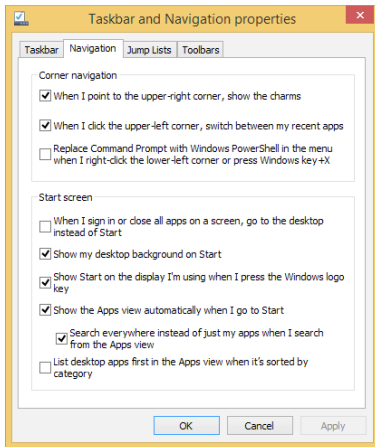 Taskbar and Navigation properties
Taskbar Navigation Jump Lists Toolbars
Corner navigation
When I point to the upper-right corner, show the charms
When I click the upper-left corner, switch between my recent apps
Replace Command Prompt with Windows PowerShell in the menu
when I right-click the lower-left corner or press Windows key+X
Start screen
When I sign in or close all apps on a screen, go to the desktop
instead of Start
Show my desktop background on Start
Show Start on the display I'm using when I press the Windows logo
key
Show the Apps view automatically when I go to Start
Search everywhere instead of just my apps when I search
from the Apps view
List desktop apps first in the Apps view when it's sorted by
category
OK Cancel Apply